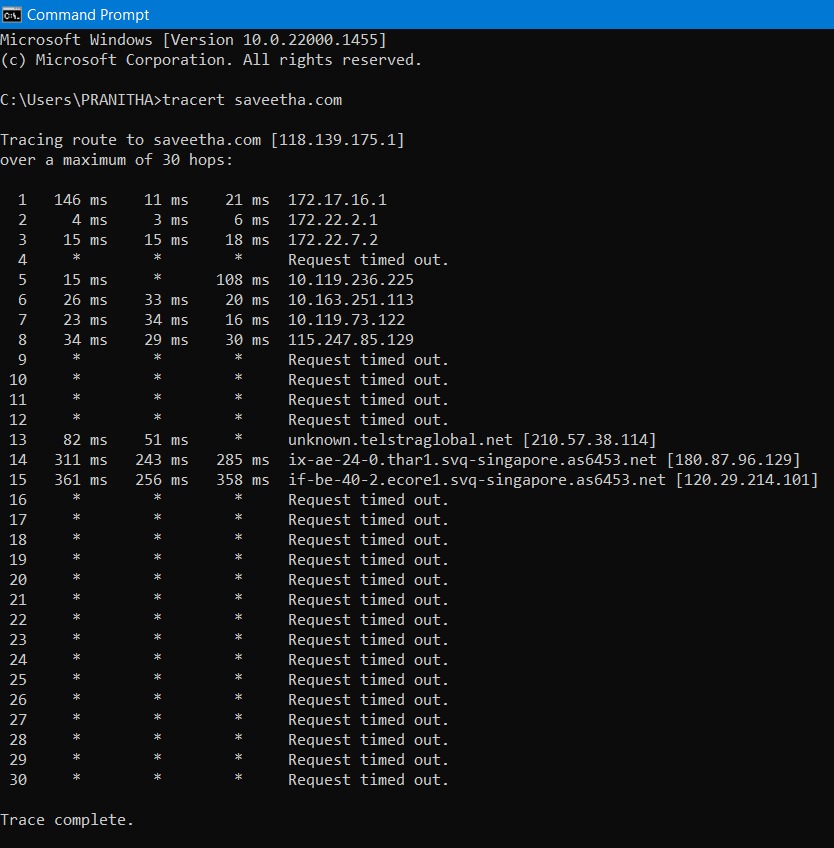 Command Prompt
Microsoft Windows [Version 10.0.22000.1455]
(c) Microsoft Corporation. All rights reserved.
C:\Users\PRANITHA>tracert saveetha.com
Tracing route to saveetha.com [118.139.175.1]
over a maximum of 30 hops:
1 146 ms 11 ms 21 ms 172.17.16.1
2 4 ms 3 ms 6 ms 172.22.2.1
3 15 ms 15 ms 18 ms 172.22.7.2
4 * * * Request timed out.
5 15 ms * 108 ms 10.119.236.225
6 26 ms 33 ms 20 ms 10.163.251.113
7 23 ms 34 ms 16 ms 10.119.73.122
8 34 ms 29 ms 30 ms 115.247.85.129
9 * * * Request timed out.
10 * * * Request timed out.
11 * * * Request timed out.
12 * * * Request timed out.
13 82 ms 51 ms * unknown.telstraglobal.net [210.57.38.114]
14 311 ms 243 ms 285 ms ix-ae-24-0.thar1.svq-singapore.as6453.net [180.87.96.129]
15 361 ms 256 ms 358 ms if-be-40-2.ecore1.svq-singapore.as6453.net [120.29.214.101]
16 * * * Request timed out.
17 * * * Request timed out.
18 * * * Request timed out.
19 * * * Request timed out.
20 * * * Request timed out.
21 * * * Request timed out.
22 * * * Request timed out.
23 * * * Request timed out.
24 * * * Request timed out.
25 * * * Request timed out.
26 * * * Request timed out.
27 * * * Request timed out.
28 * * * Request timed out.
29 * * * Request timed out.
30 * * * Request timed out.
Trace complete.